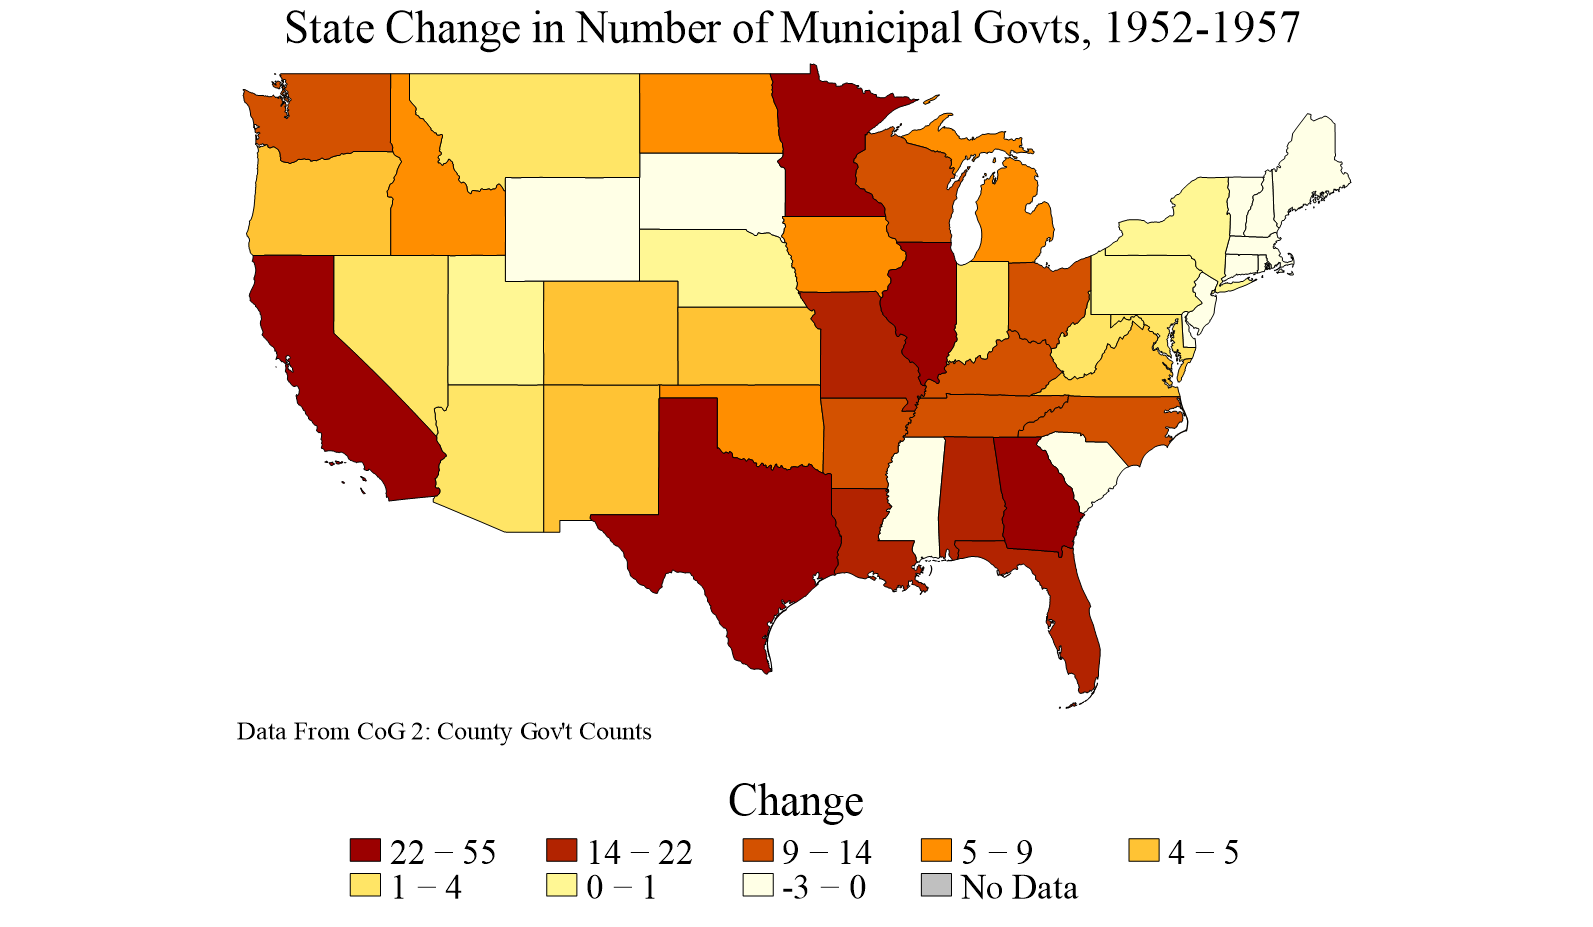 State Change in Number of Municipal Govts, 1952-1957
Data From CoG 2: County Gov't Counts
Change
22 − 55 14 − 22 9 − 14 5 − 9 4 − 5
1 − 4 0 − 1 -3 − 0 No Data